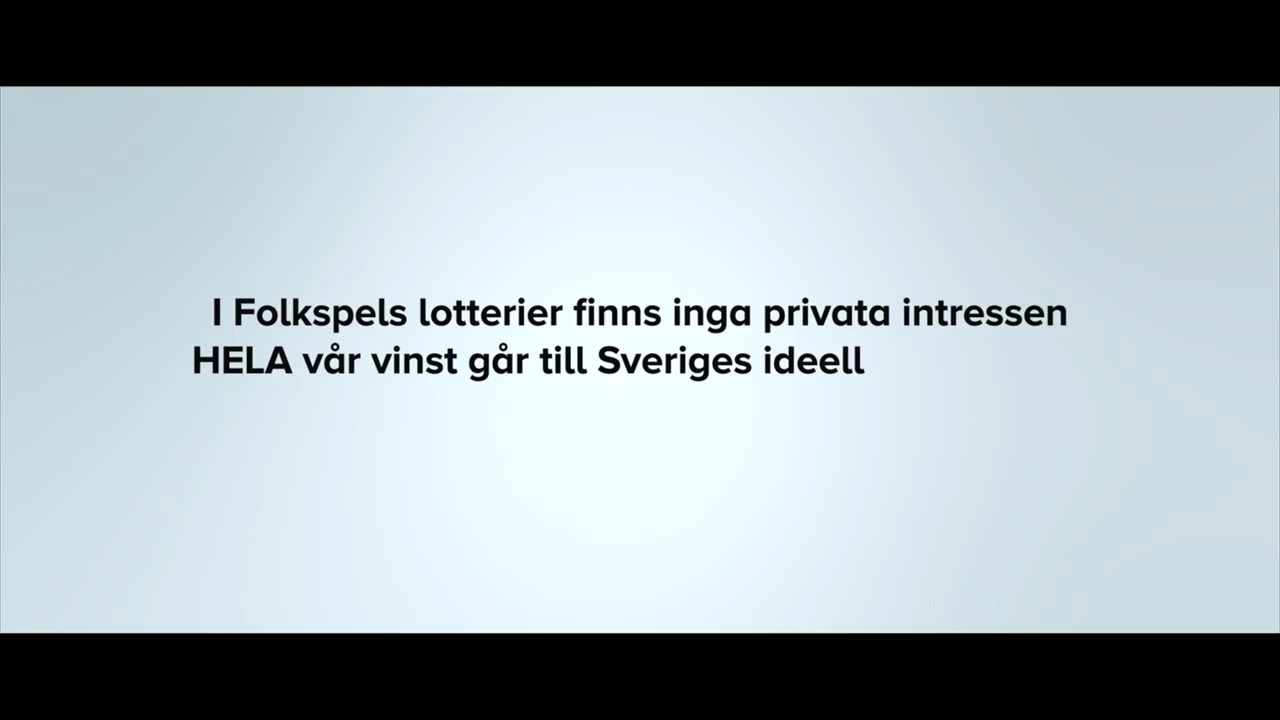 I Folkspels lotterier finns inga privata intressen
HELA vår vinst går till Sveriges ideell